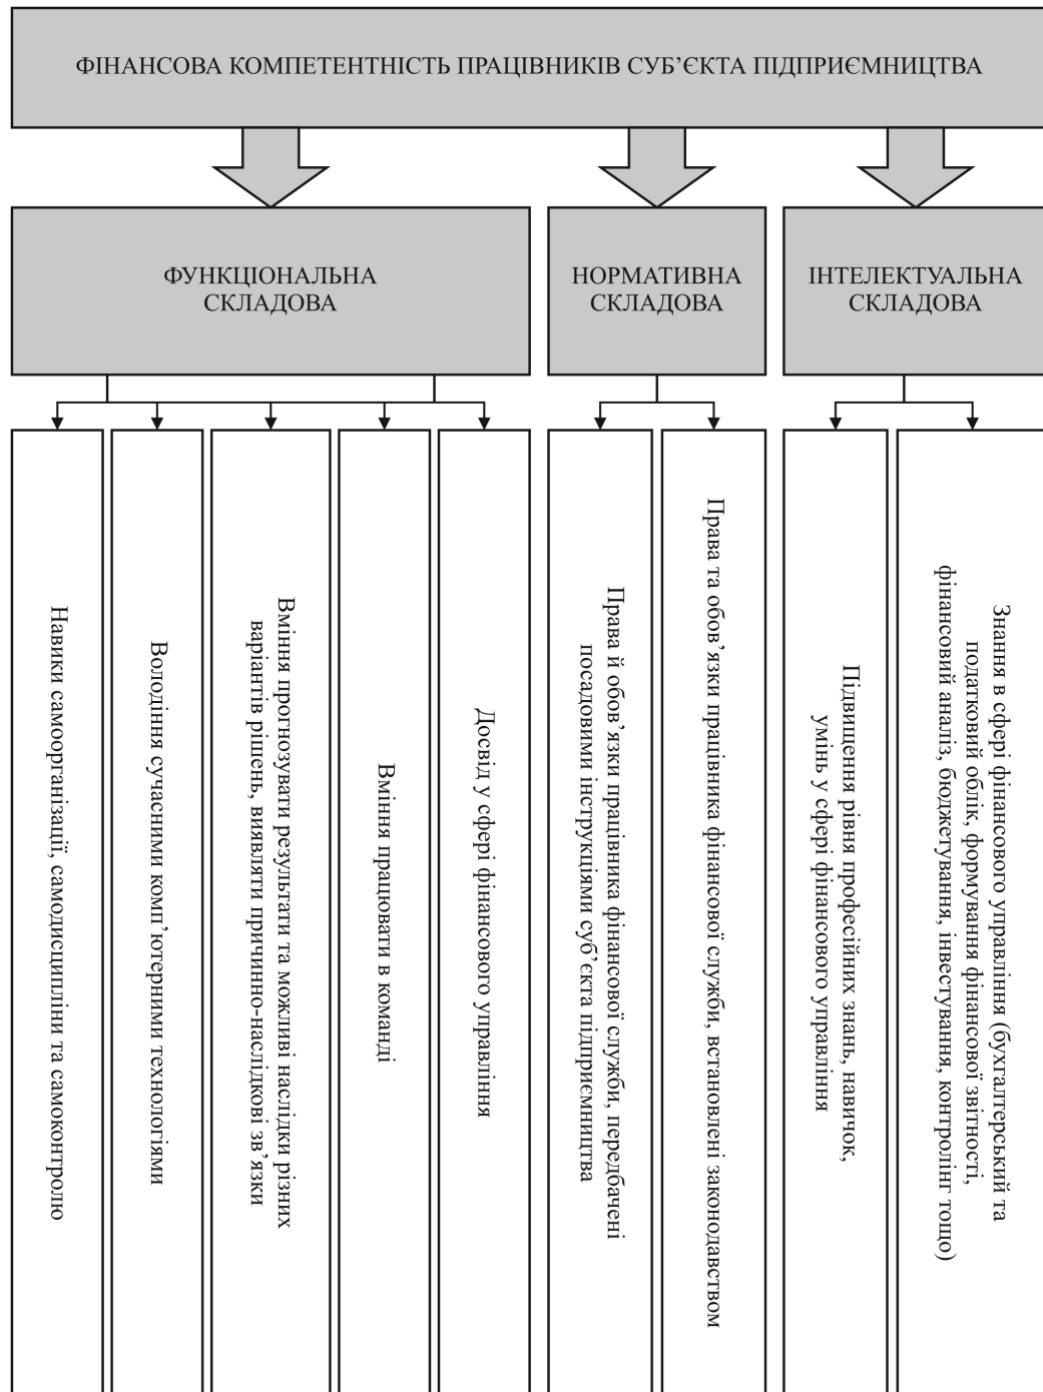 ФІНАНСОВА КОМПЕТЕНТНІСТЬ ПРАЦІВНИКІВ СУБ’ЄКТА ПІДПРИЄМНИЦТВА
ФУНКЦІОНАЛЬНА
СКЛАДОВА
НОРМАТИВНА
СКЛАДОВА
ІНТЕЛЕКТУАЛЬНА
СКЛАДОВА
Навики самоорганізації, самодисципліни та самоконтролю
Володіння сучасними комп’ютерними технологіями
Вміння прогнозувати результати та можливі наслідки різних
варіантів рішень, виявляти причинно-наслідкові зв’язки
Вміння працювати в команді
Досвід у сфері фінансового управління
Права й обов’язки працівника фінансової служби, передбачені
посадовими інструкціями суб’єкта підприємництва
Права та обов’язки працівника фінансової служби, встановлені законодавством
Підвищення рівня професійних знань, навичок,
умінь у сфері фінансового управління
Знання в сфері фінансового управління (бухгалтерський та
податковий облік, формування фінансової звітності,
фінансовий аналіз, бюджетування, інвестування, контролінг тощо)